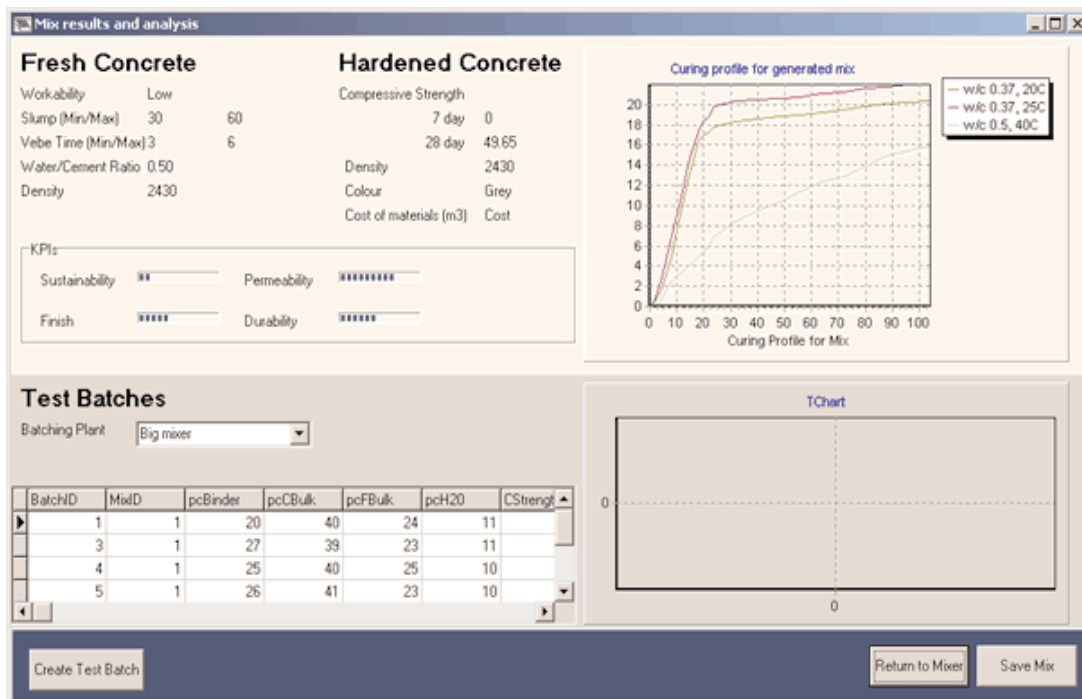 Mix results and analysis
Fresh Concrete
Workability Low
Slump (Min/Max) 30 60
Vebe Time (Min/Max) 3 6
Water/Cement Ratio 0.50
Density 2430
Hardened Concrete
Compressive Strength
7 day 0
28 day 49.65
Density 2430
Colour Grey
Cost of materials (m3) Cost
KPIs
Sustainability
Permeability
Finish
Durability
Curing profile for generated mix
20
18
16
14
12
10
8
6
4
2
0
0 10 20 30 40 50 60 70 80 90 100
Curing Profile for Mix
w/c 0.37, 20C
w/c 0.37, 25C
w/c 0.5, 40C
Test Batches
Batching Plant Big mixer
BatchID MixID pcBinder pcCBulk pcFBulk pcH20 CStrengt
1 1 20 40 24 11
3 1 27 39 23 11
4 1 25 40 25 10
5 1 26 41 23 10
TChart
0
0
Create Test Batch
Return to Mixer
Save Mix